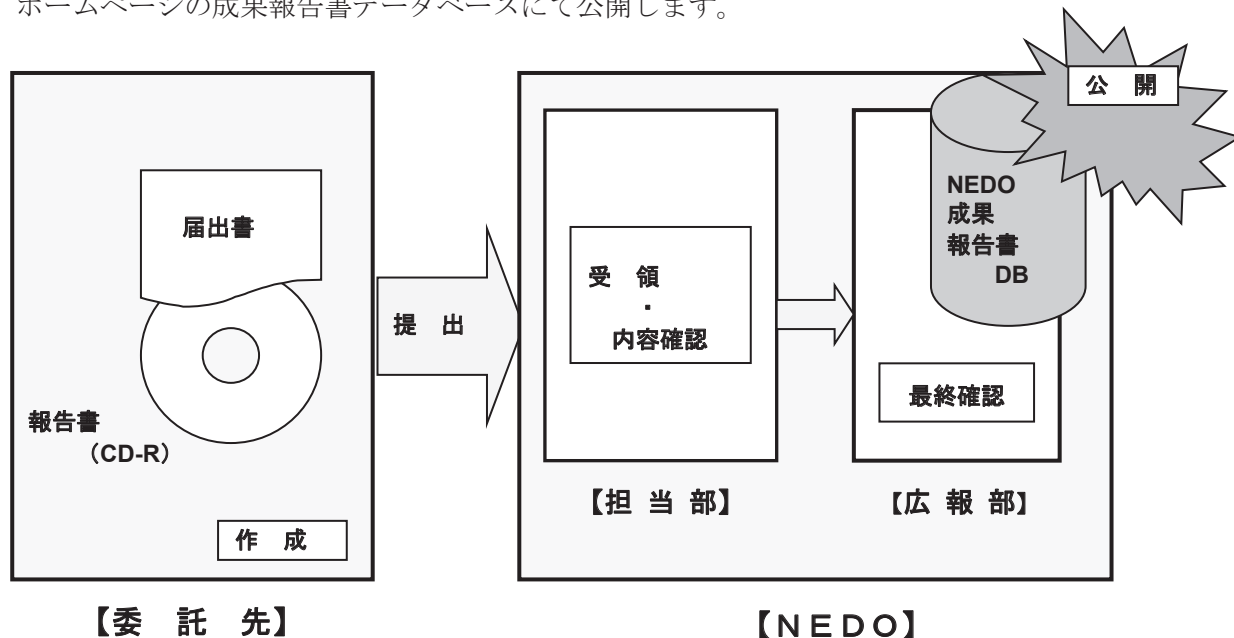 ホームページの成果報告書データベースにて公開します。
公 開
届出書
NEDO
成果
報告書
DB
受 領
・
内容確認
提 出
最終確認
報告書
（CD-R）
【担 当 部】
【広 報 部】
作 成
【委 託 先】
【ＮＥＤＯ】